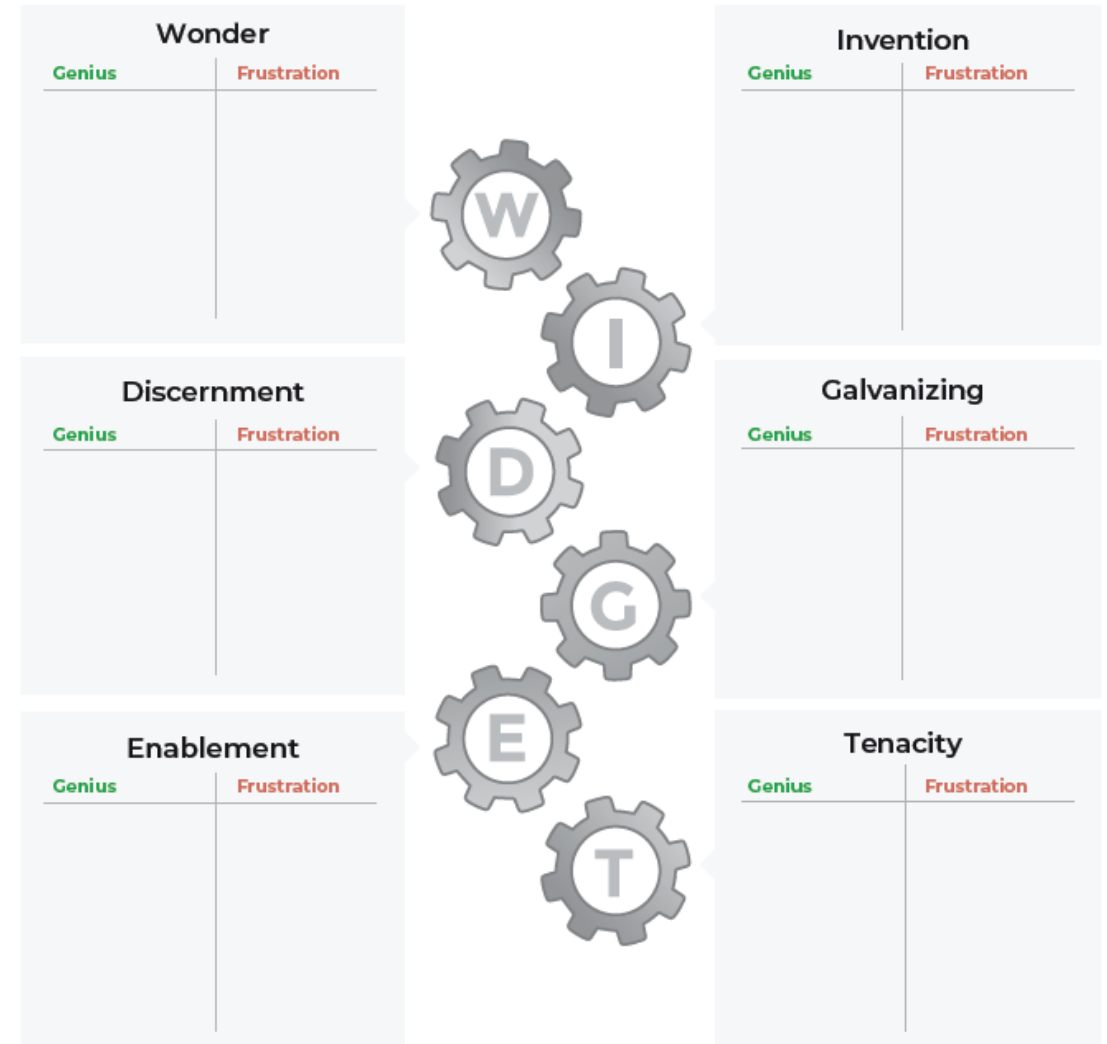 Wonder
Genius Frustration
Invention
Genius Frustration
W
I
Discernment
Genius Frustration
Galvanizing
Genius Frustration
D
G
Enablement
Genius Frustration
Tenacity
Genius Frustration
E
T